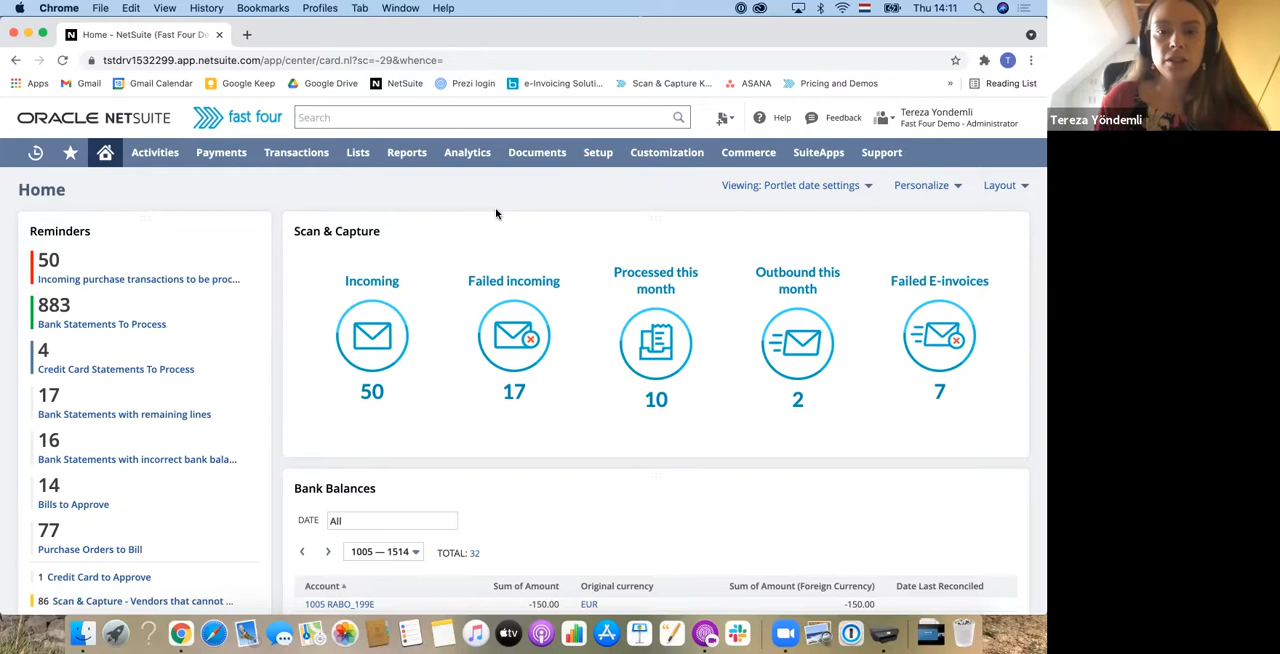 Chrome File Edit View History Bookmarks Profiles Tab Window Help Thu 14:11
Home - NetSuite (Fast Four De
tstdrv1532299.app.netsuite.com/app/center/card.nl?sc=-29&whence=
T
Apps Gmail Gmail Calendar Google Keep Google Drive NetSuite Prezi login e-Invoicing Soluti... Scan & Capture K... ASANA Pricing and Demos » Reading List
ORACLE NETSUITE fast four Search Help Feedback Tereza Yöndemli
Fast Four Demo - Administrator
Tereza Yöndemli
Activities Payments Transactions Lists Reports Analytics Documents Setup Customization Commerce SuiteApps Support
Home
Viewing: Portlet date settings Personalize Layout
Reminders
50
Incoming purchase transactions to be proc...
883
Bank Statements To Process
4
Credit Card Statements To Process
17
Bank Statements with remaining lines
16
Bank Statements with incorrect bank bala...
14
Bills to Approve
77
Purchase Orders to Bill
1 Credit Card to Approve
86 Scan & Capture - Vendors that cannot ...
Scan & Capture
Incoming
50
Failed incoming
17
Processed this
month
10
Outbound this
month
2
Failed E-invoices
7
Bank Balances
DATE All
1005 — 1514 TOTAL: 32
Account Sum of Amount Original currency Sum of Amount (Foreign Currency) Date Last Reconciled
1005 RABO_199E -150.00 EUR -150.00
tv